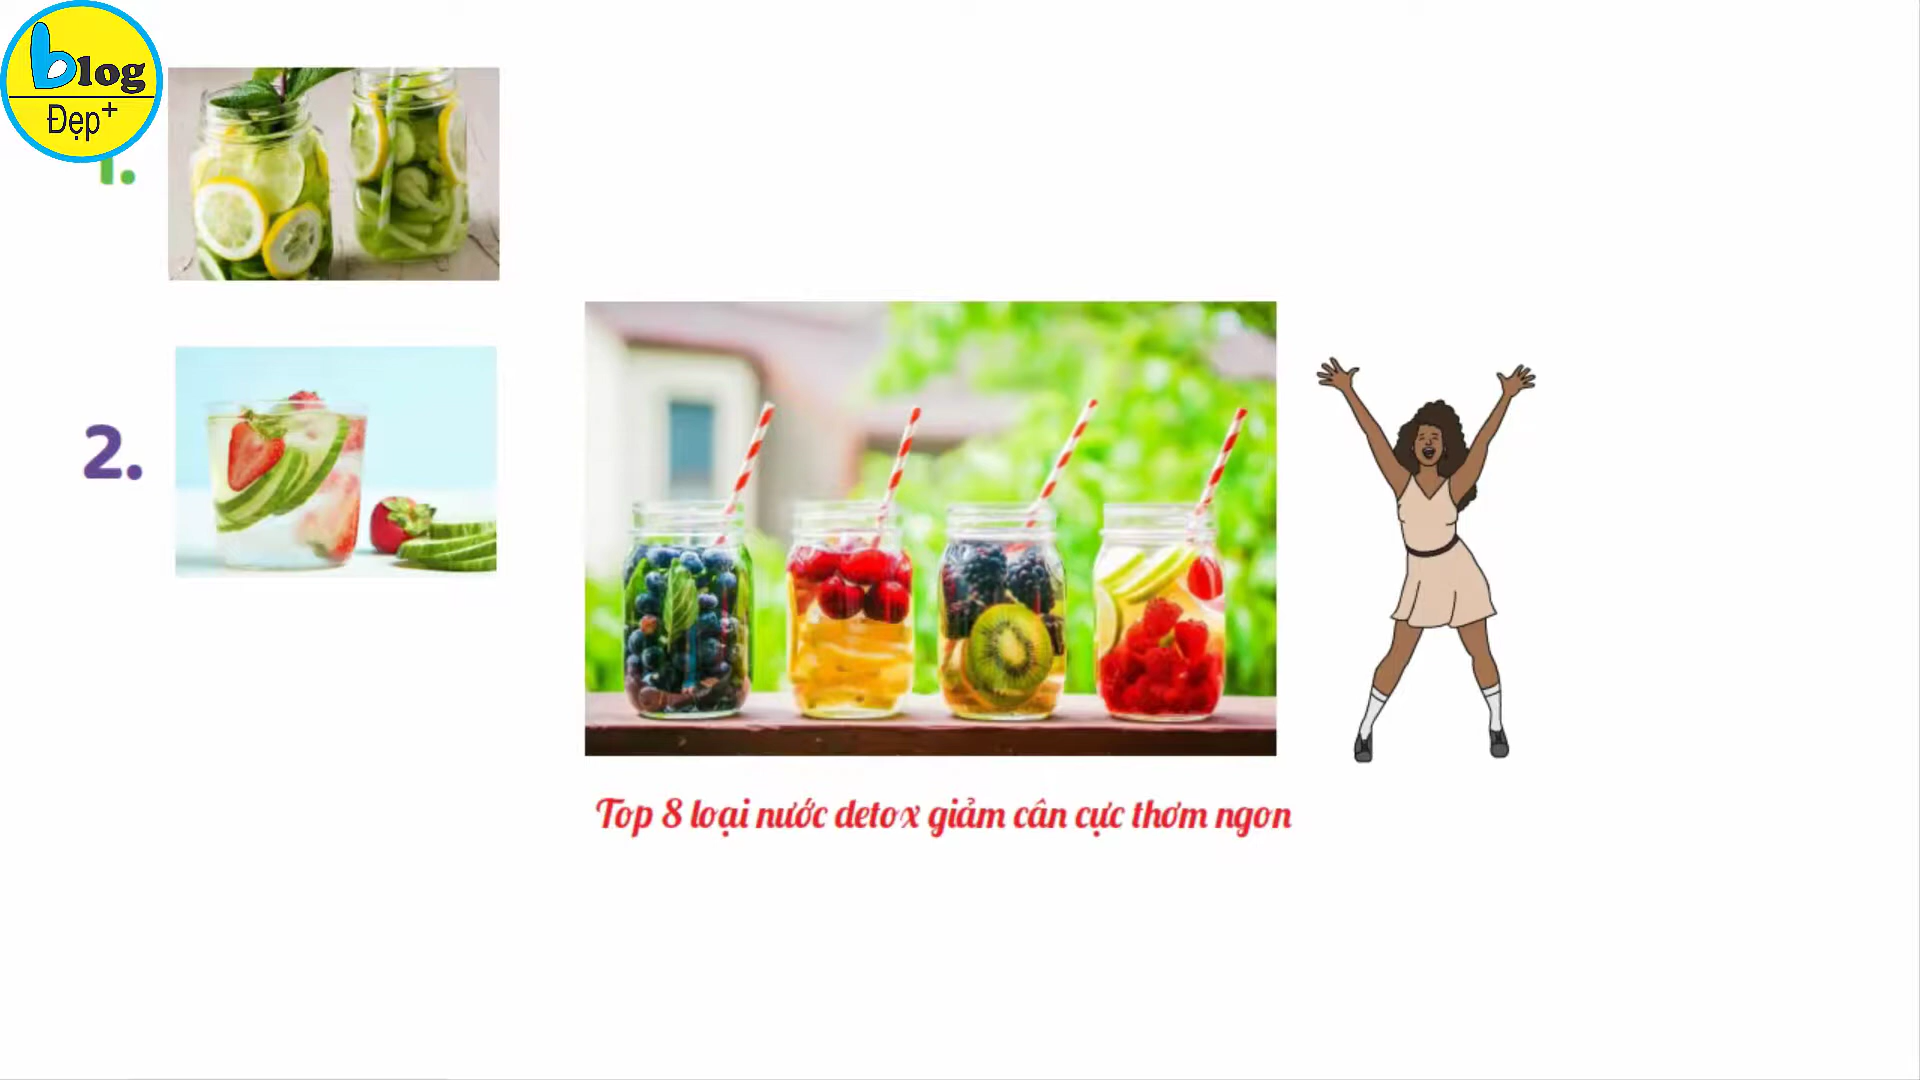 blog
Đẹp+
1.
2.
Top 8 loại nước detox giảm cân cực thơm ngon